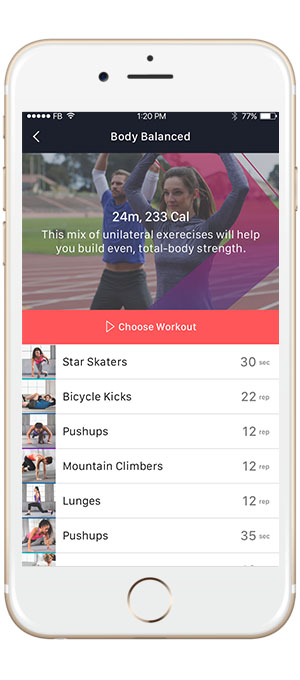 FB 1:20 PM 77%
Body Balanced
24m, 233 Cal
This mix of unilateral exerecises will help
you build even, total-body strength.
Choose Workout
Star Skaters 30 sec
Bicycle Kicks 22 rep
Pushups 12 rep
Mountain Climbers 12 rep
Lunges 12 rep
Pushups 35 sec